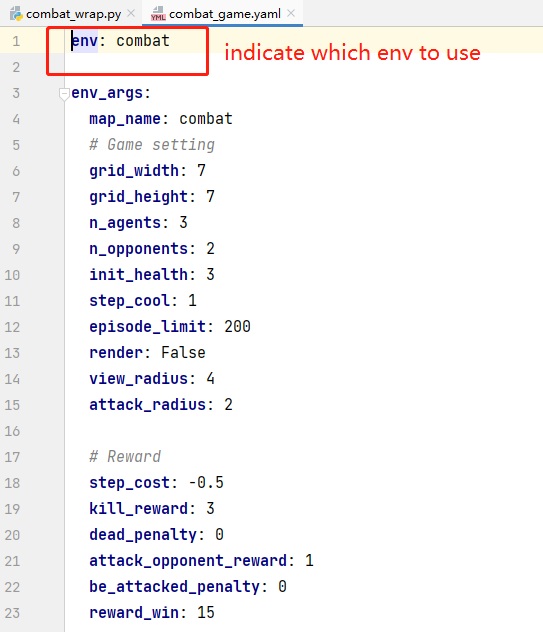 combat_wrap.py × YML combat_game.yaml ×
1 env: combat indicate which env to use
2
3 env_args:
4 map_name: combat
5 # Game setting
6 grid_width: 7
7 grid_height: 7
8 n_agents: 3
9 n_opponents: 2
10 init_health: 3
11 step_cool: 1
12 episode_limit: 200
13 render: False
14 view_radius: 4
15 attack_radius: 2
16
17 # Reward
18 step_cost: -0.5
19 kill_reward: 3
20 dead_penalty: 0
21 attack_opponent_reward: 1
22 be_attacked_penalty: 0
23 reward_win: 15